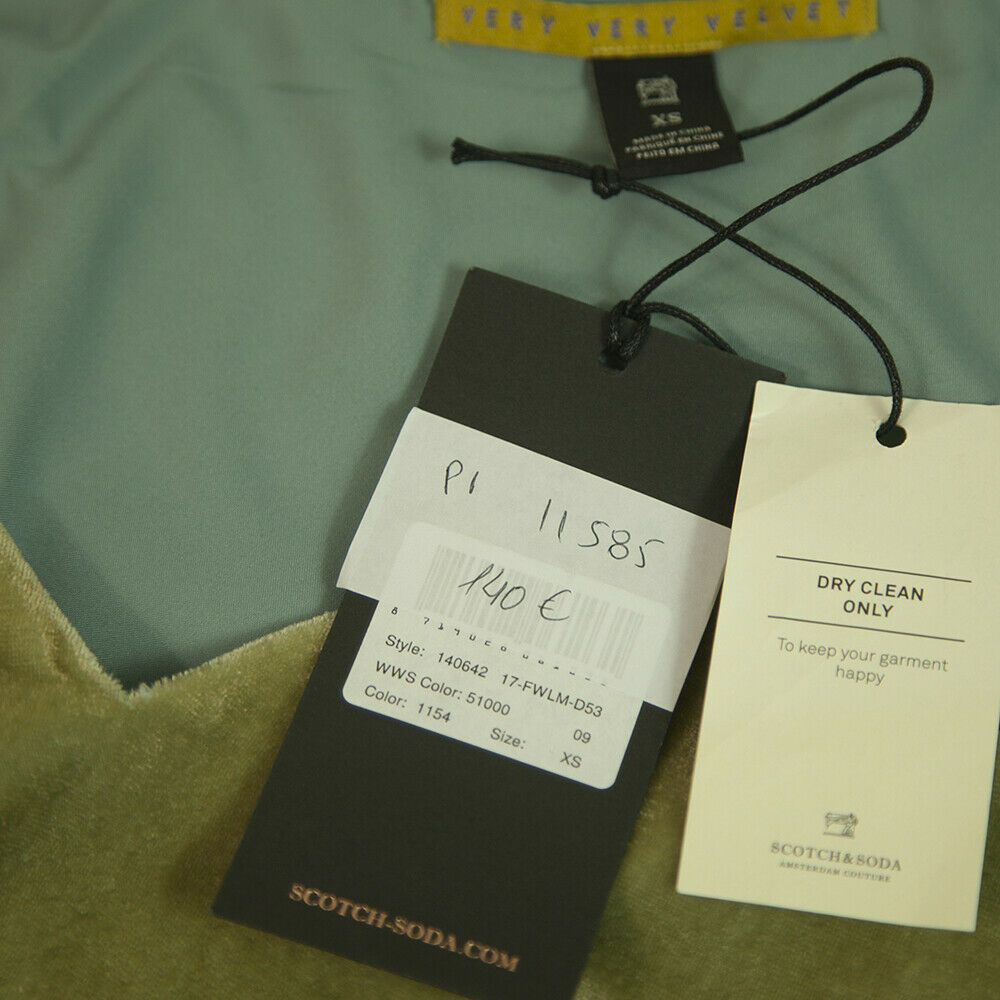 VERY VERY VELVET
XS
MADE IN CHINA
FABRIQUÉ EN CHINE
FEITO EM CHINA
P1 11585
140 €
Style: 140642 17-FWLM-D53
WWS Color: 51000 09
Color: 1154 Size: XS
SCOTCH-SODA.COM
DRY CLEAN
ONLY
To keep your garment
happy
SCOTCH&SODA
AMSTERDAM COUTURE